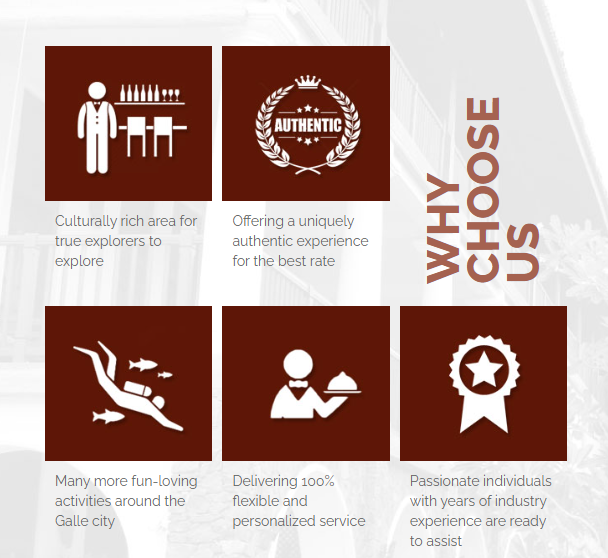 AUTHENTIC
WHY
CHOOSE
US
Culturally rich area for
true explorers to
explore
Offering a uniquely
authentic experience
for the best rate
Many more fun-loving
activities around the
Galle city
Delivering 100%
flexible and
personalized service
Passionate individuals
with years of industry
experience are ready
to assist